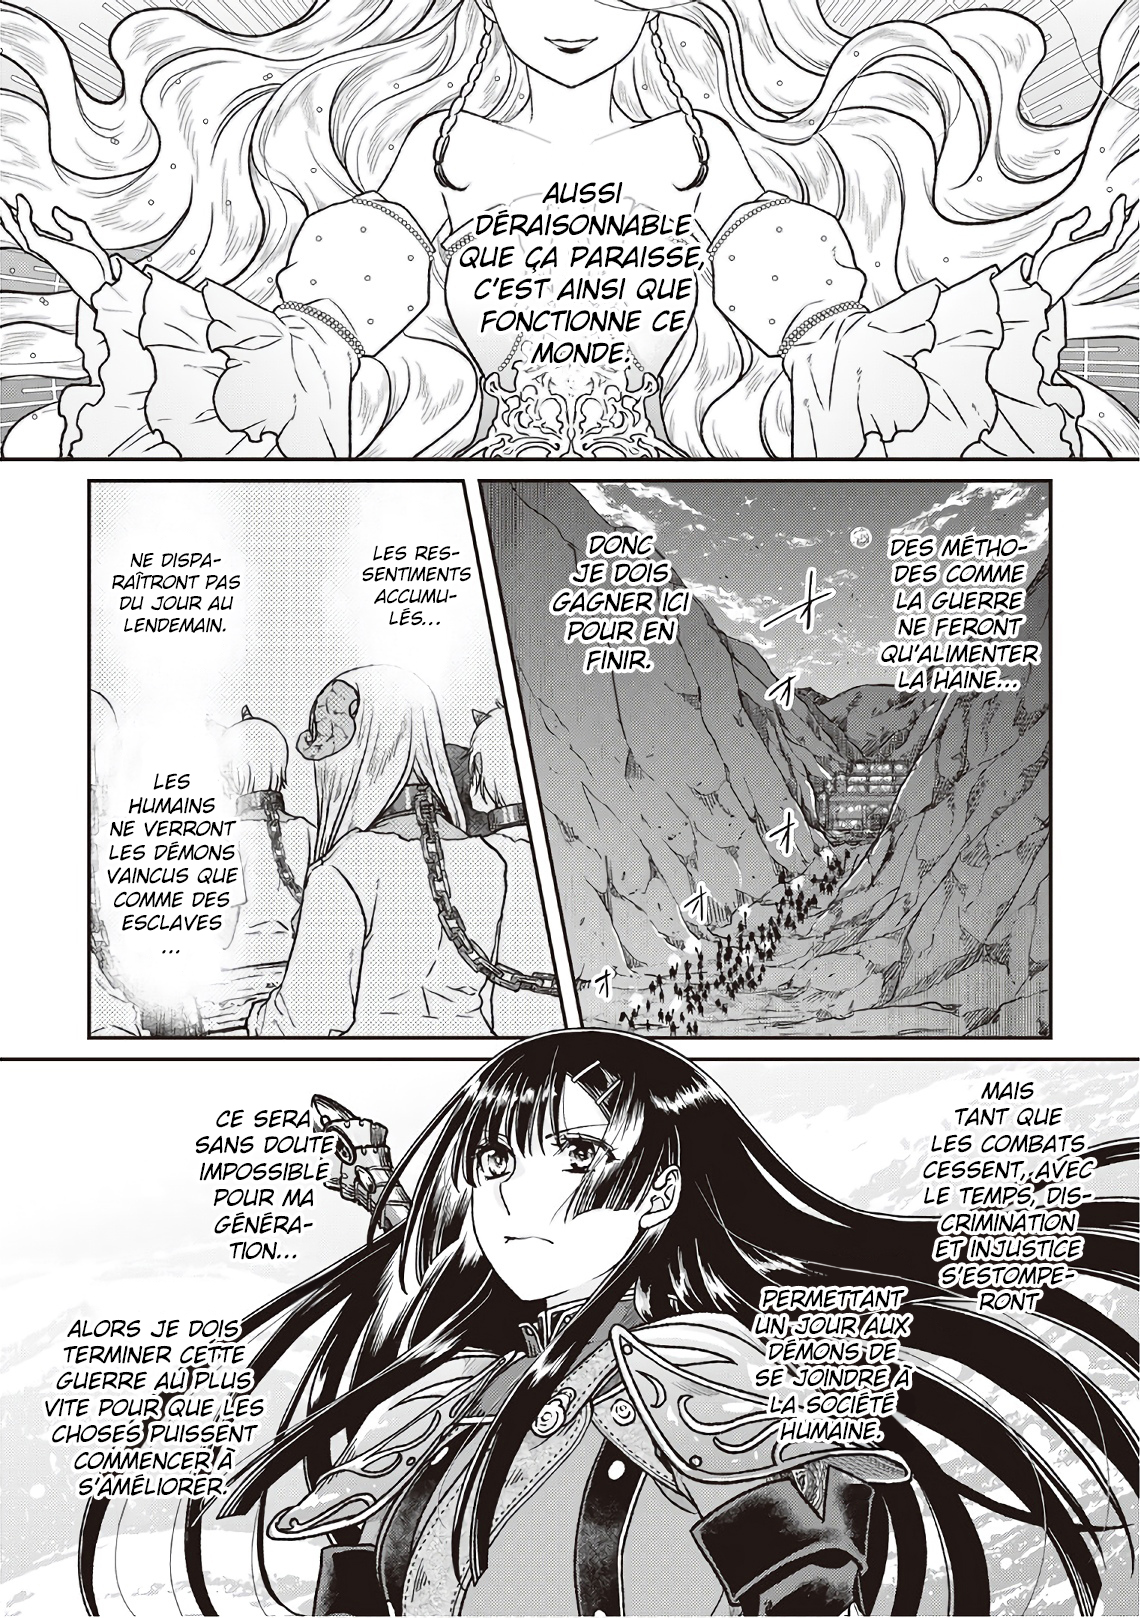 AUSSI
DÉRAISONNABLE
QUE ÇA PARAISSE,
C'EST AINSI QUE
FONCTIONNE CE
MONDE.
DES MÉTHO-
DES COMME
LA GUERRE
NE FERONT
QU'ALIMENTER
LA HAINE...
DONC
JE DOIS
GAGNER ICI
POUR EN
FINIR.
オ
オ
オ
オ
オ
LES RES-
SENTIMENTS
ACCUMU-
LÉS...
NE DISPA-
RAÎTRONT PAS
DU JOUR AU
LENDEMAIN.
LES
HUMAINS
NE VERRONT
LES DÉMONS
VAINCUS QUE
COMME DES
ESCLAVES
...
MAIS
TANT QUE
LES COMBATS
CESSENT, AVEC
LE TEMPS, DIS-
CRIMINATION
ET INJUSTICE
S'ESTOMPE-
RONT
PERMETTANT
UN JOUR AUX
DÉMONS DE
SE JOINDRE À
LA SOCIÉTÉ
HUMAINE.
CE SERA
SANS DOUTE
IMPOSSIBLE
POUR MA
GÉNÉRA-
TION...
ALORS JE DOIS
TERMINER CETTE
GUERRE AU PLUS
VITE POUR QUE LES
CHOSES PUISSENT
COMMENCER À
S'AMÉLIORER.